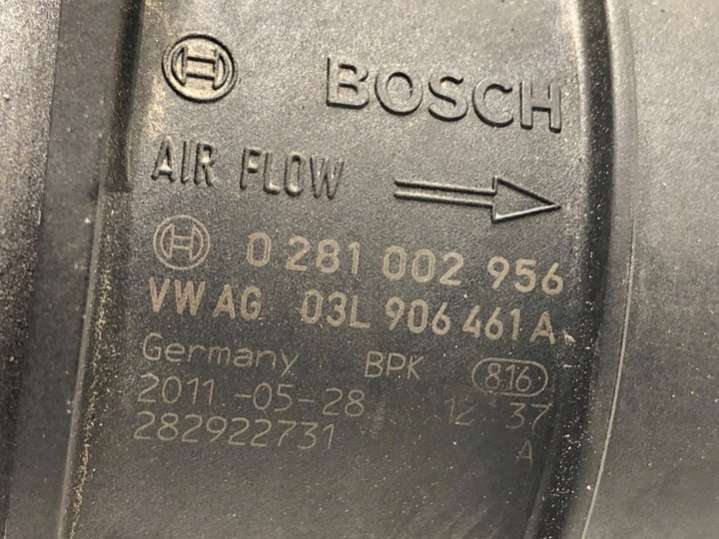 BOSCH
AIR FLOW
0 281 002 956
VW AG 03L 906 461 A
Germany BPK 816
2011-05-28 12 37
282922731 A